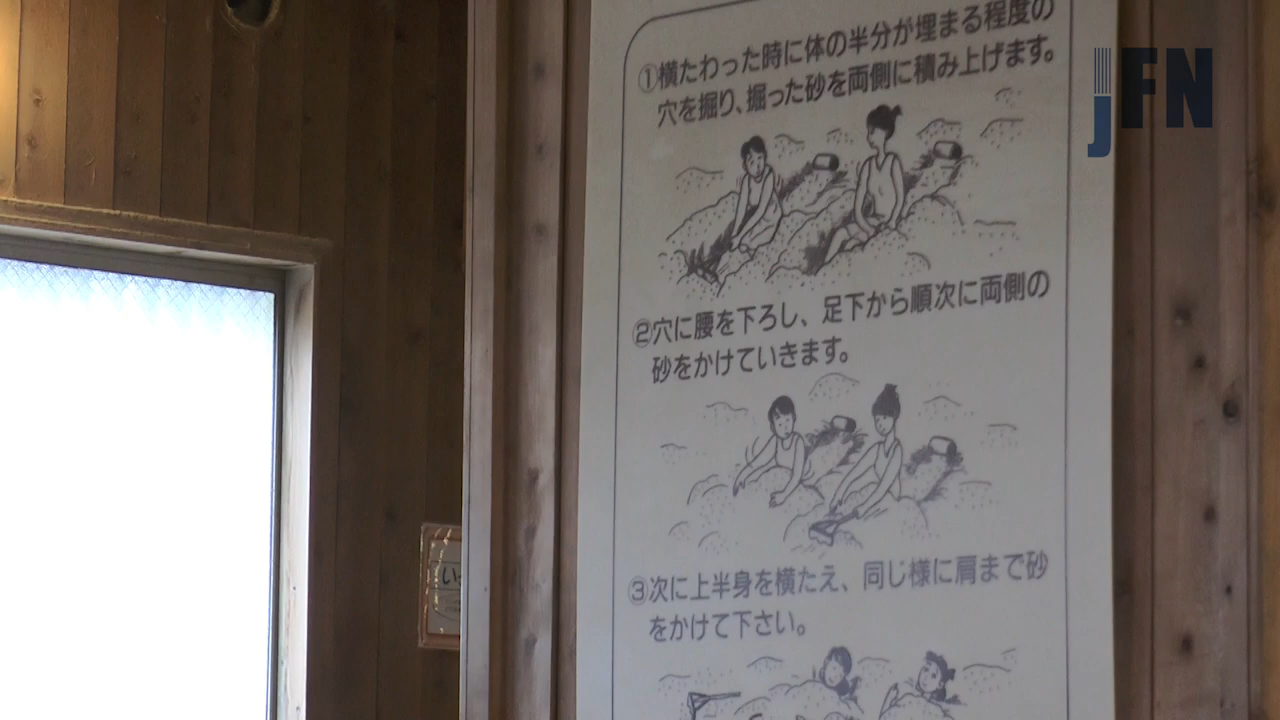 ①横たわった時に体の半分が埋まる程度の
穴を掘り、掘った砂を両側に積み上げます。
②穴に腰を下ろし、足下から順次に両側の
砂をかけていきます。
③次に上半身を横たえ、同じ様に肩まで砂
をかけて下さい。
JFN